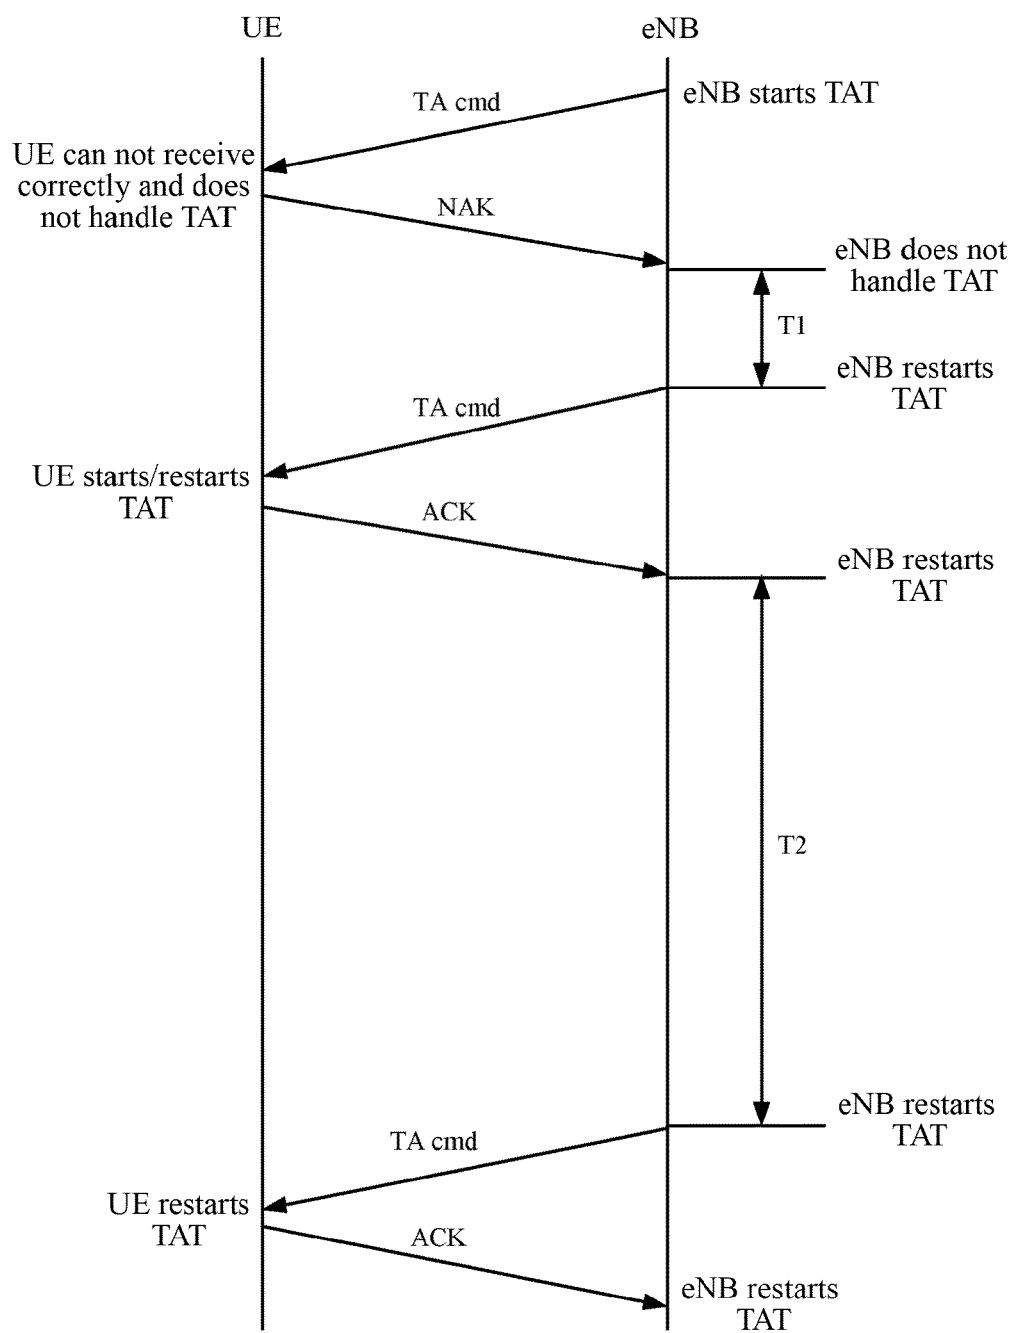 UE
eNB
TA cmd
eNB starts TAT
UE can not receive
correctly and does
not handle TAT
NAK
eNB does not
handle TAT
T1
eNB restarts
TAT
TA cmd
UE starts/restarts
TAT
ACK
eNB restarts
TAT
T2
eNB restarts
TAT
TA cmd
UE restarts
TAT
ACK
eNB restarts
TAT